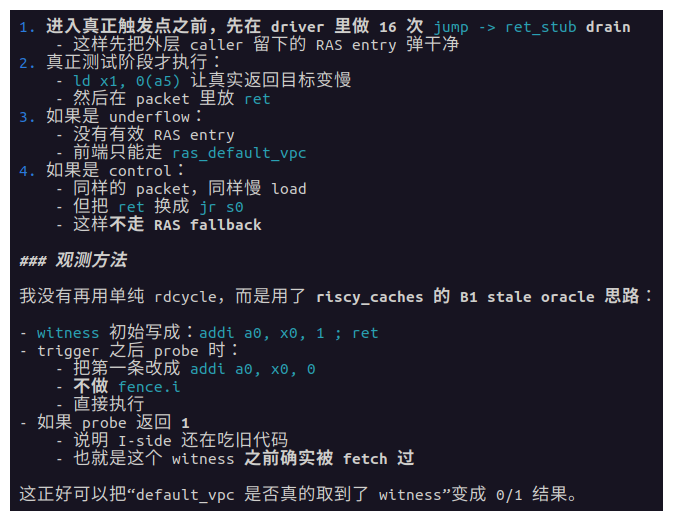 1. 进入真正触发点之前，先在 driver 里做 16 次 jump -> ret_stub drain
- 这样先把外层 caller 留下的 RAS entry 弹干净
2. 真正测试阶段才执行：
- ld x1, 0(a5) 让真实返回目标变慢
- 然后在 packet 里放 ret
3. 如果是 underflow：
- 没有有效 RAS entry
- 前端只能走 ras_default_vpc
4. 如果是 control：
- 同样的 packet，同样慢 load
- 但把 ret 换成 jr s0
- 这样不走 RAS fallback
### 观测方法
我没有再用单纯 rdcycle，而是用了 riscy_caches 的 B1 stale oracle 思路：
- witness 初始写成：addi a0, x0, 1 ; ret
- trigger 之后 probe 时：
- 把第一条改成 addi a0, x0, 0
- 不做 fence.i
- 直接执行
- 如果 probe 返回 1
- 说明 I-side 还在吃旧代码
- 也就是这个 witness 之前确实被 fetch 过
这正好可以把“default_vpc 是否真的取到了 witness”变成 0/1 结果。